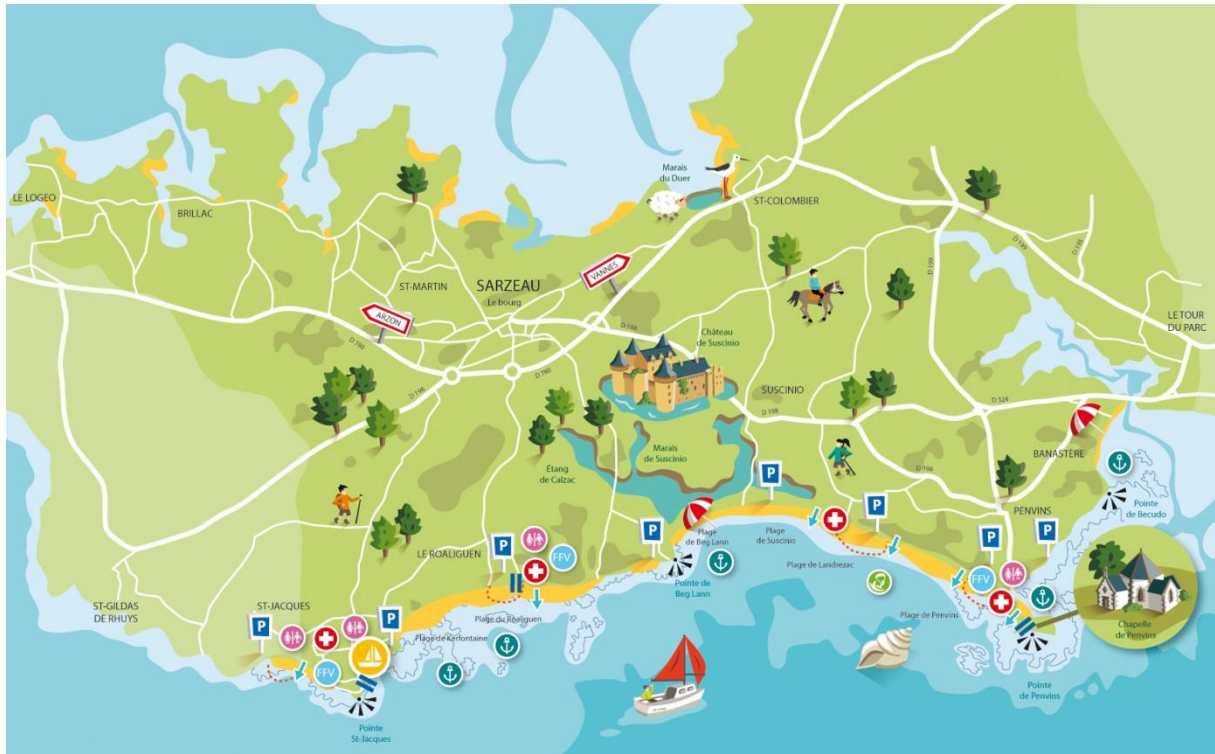 Marais
du Duer
ST-COLOMBIER
LE LOGEO
BRILLAC
D 199
D 195
D 199
VANNES
ST-MARTIN
SARZEAU
Le bourg
ARZON
D 198
LE TOUR
DU PARC
D 780
Château
de Suscinio
D 780
D 199
SUSCINIO
D 198
D 324
Étang
de Calzac
Marais
de Suscinio
D 198
BANASTÈRE
P
P
PENVINS
Pointe
de Becudo
P
FFV
LE ROALIGUEN
P
Plage
de Beg Lann
Plage
de Suscinio
P
P
Plage de Landrezac
FFV
Pointe de
Beg Lann
ST-GILDAS
DE RHUYS
ST-JACQUES
P
P
Plage du Roaliguen
Plage de Kerfontaine
Plage de Penvins
Chapelle
de Penvins
FFV
Pointe
de Penvins
Pointe
St-Jacques